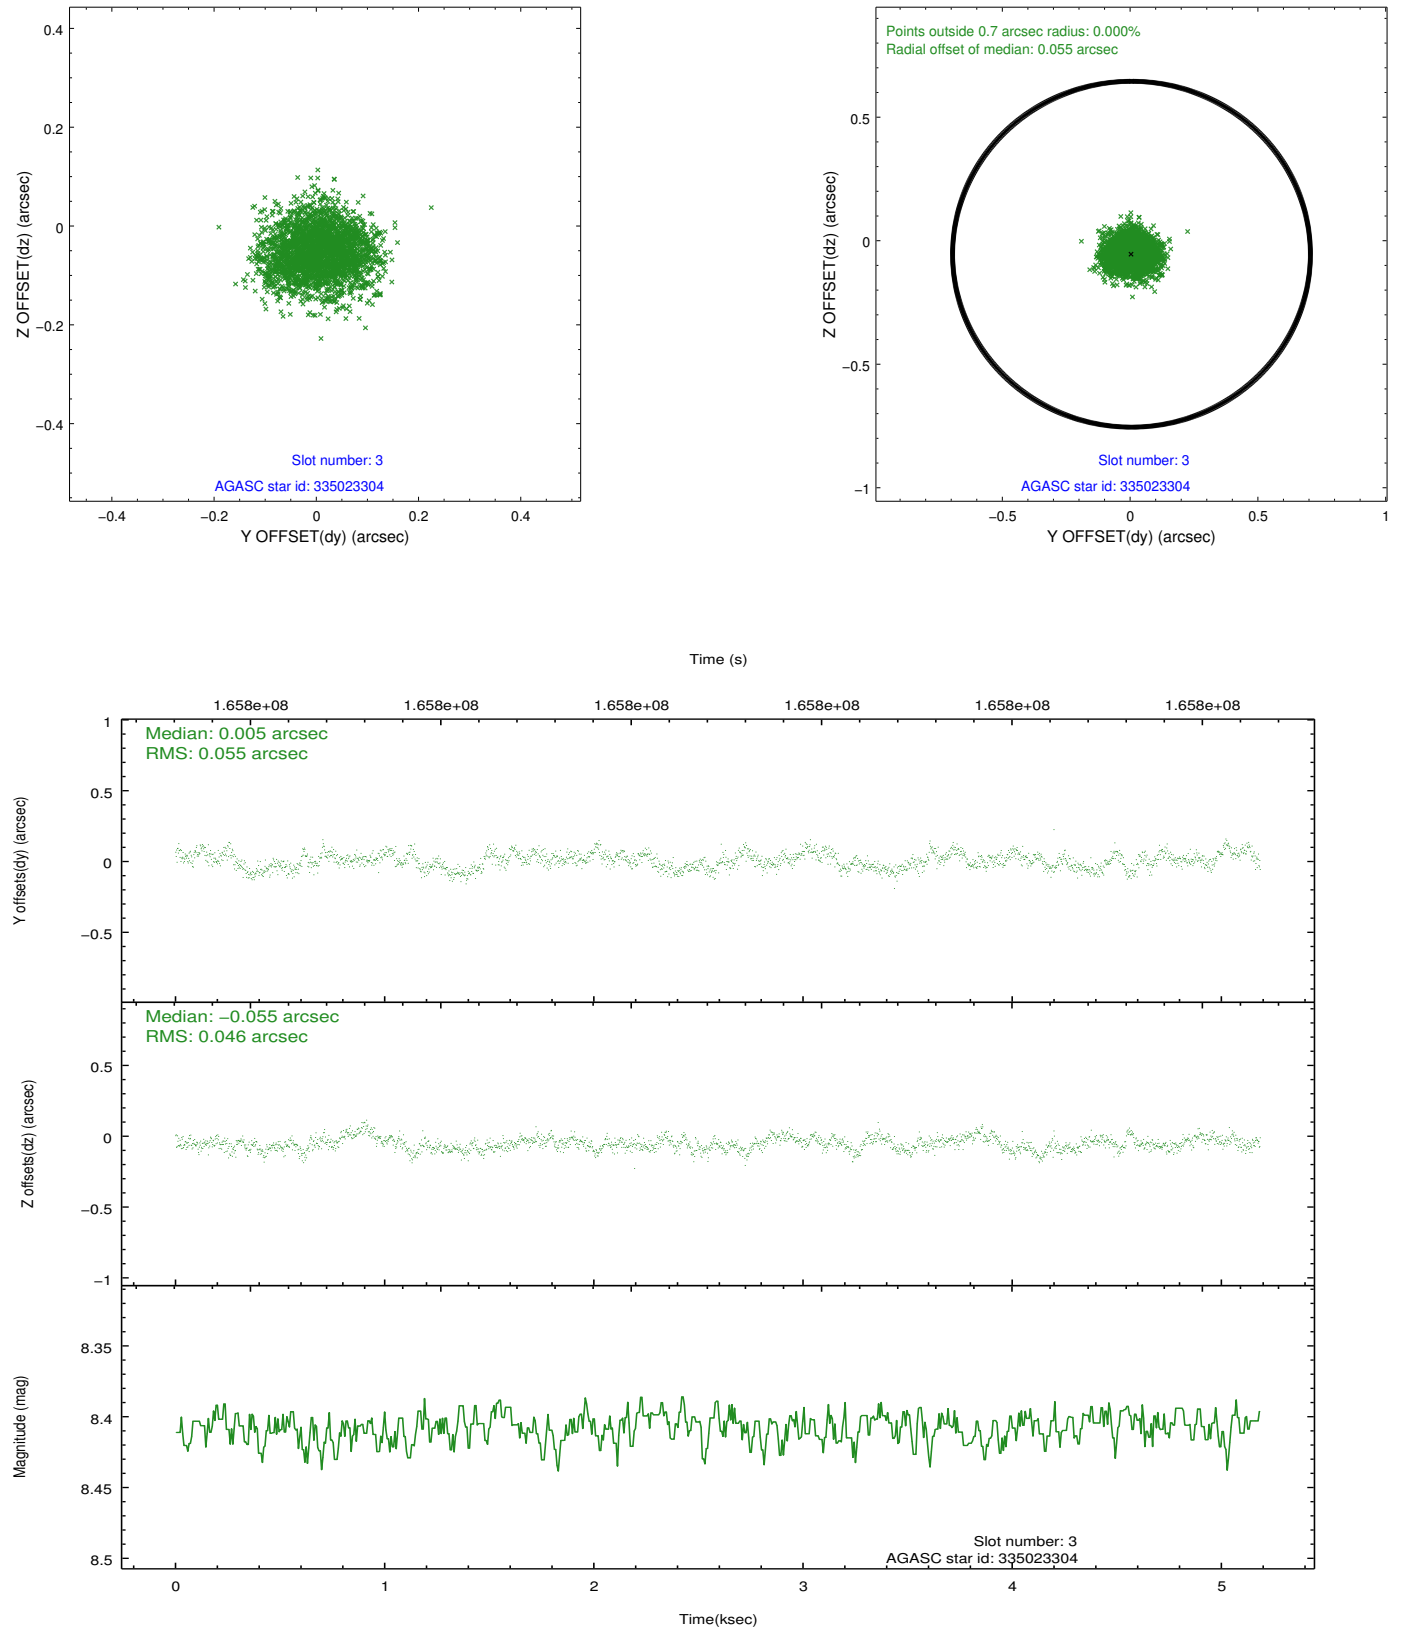 0.4
0.2
0
−0.2
−0.4
Z OFFSET(dz) (arcsec)
Slot number: 3
AGASC star id: 335023304
−0.4 −0.2 0 0.2 0.4
Y OFFSET(dy) (arcsec)
Points outside 0.7 arcsec radius: 0.000%
Radial offset of median: 0.055 arcsec
0.5
0
−0.5
−1
Z OFFSET(dz) (arcsec)
Slot number: 3
AGASC star id: 335023304
−0.5 0 0.5 1
Y OFFSET(dy) (arcsec)
Time (s)
1.658e+08 1.658e+08 1.658e+08 1.658e+08 1.658e+08 1.658e+08
Median: 0.005 arcsec
RMS: 0.055 arcsec
1
0.5
0
−0.5
Y offsets(dy) (arcsec)
Median: −0.055 arcsec
RMS: 0.046 arcsec
0.5
0
−0.5
−1
Z offsets(dz) (arcsec)
8.35
8.4
8.45
8.5
Magnitude (mag)
Slot number: 3
AGASC star id: 335023304
0 1 2 3 4 5
Time(ksec)